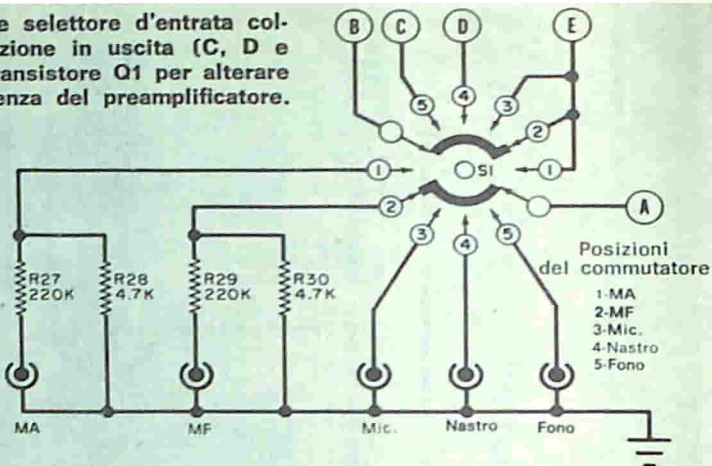 e selettore d'entrata col-
zione in uscita (C, D e
ransistore Q1 per alterare
enza del preamplificatore.
B C D E
5 4 3
2
1 S1 1
2 A
3 4 5
Posizioni
del commutatore
1-MA
2-MF
3-Mic.
4-Nastro
5-Fono
R27
220K
R28
4.7K
R29
220K
R30
4.7K
MA MF Mic. Nastro Fono